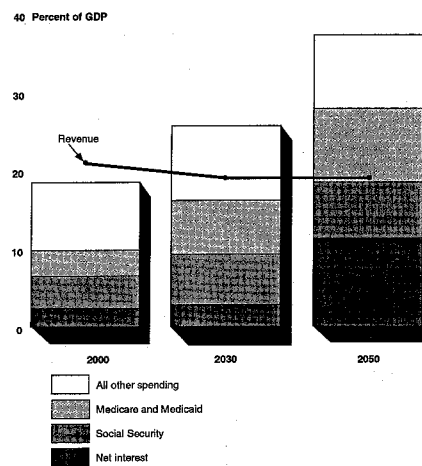 40 Percent of GDP
30
Revenue
20
10
0
2000 2030 2050
All other spending
Medicare and Medicaid
Social Security
Net interest